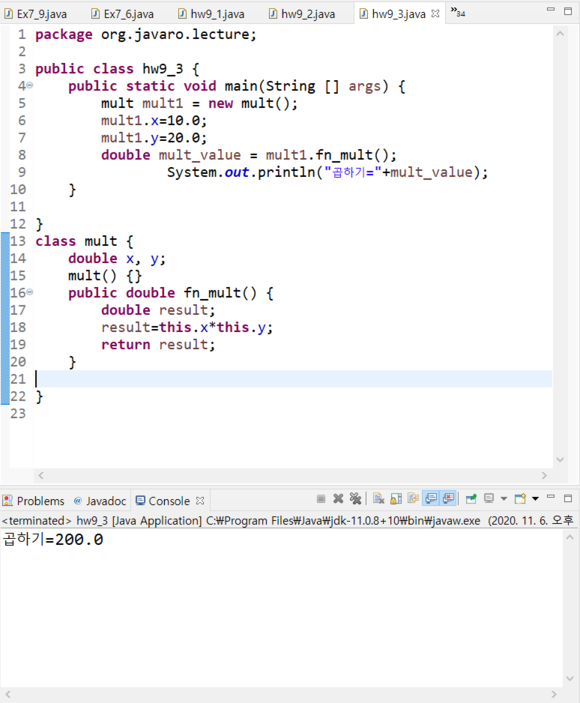 Ex7_9.java Ex7_6.java hw9_1.java hw9_2.java hw9_3.java »34
1 package org.javaro.lecture;
2
3 public class hw9_3 {
4     public static void main(String [] args) {
5         mult mult1 = new mult();
6         mult1.x=10.0;
7         mult1.y=20.0;
8         double mult_value = mult1.fn_mult();
9                 System.out.println("곱하기="+mult_value);
10     }
11
12 }
13 class mult {
14     double x, y;
15     mult() {}
16     public double fn_mult() {
17         double result;
18         result=this.x*this.y;
19         return result;
20     }
21
22 }
23
Problems @ Javadoc Console
<terminated> hw9_3 [Java Application] C:₩Program Files₩Java₩jdk-11.0.8+10₩bin₩javaw.exe (2020. 11. 6. 오후
곱하기=200.0